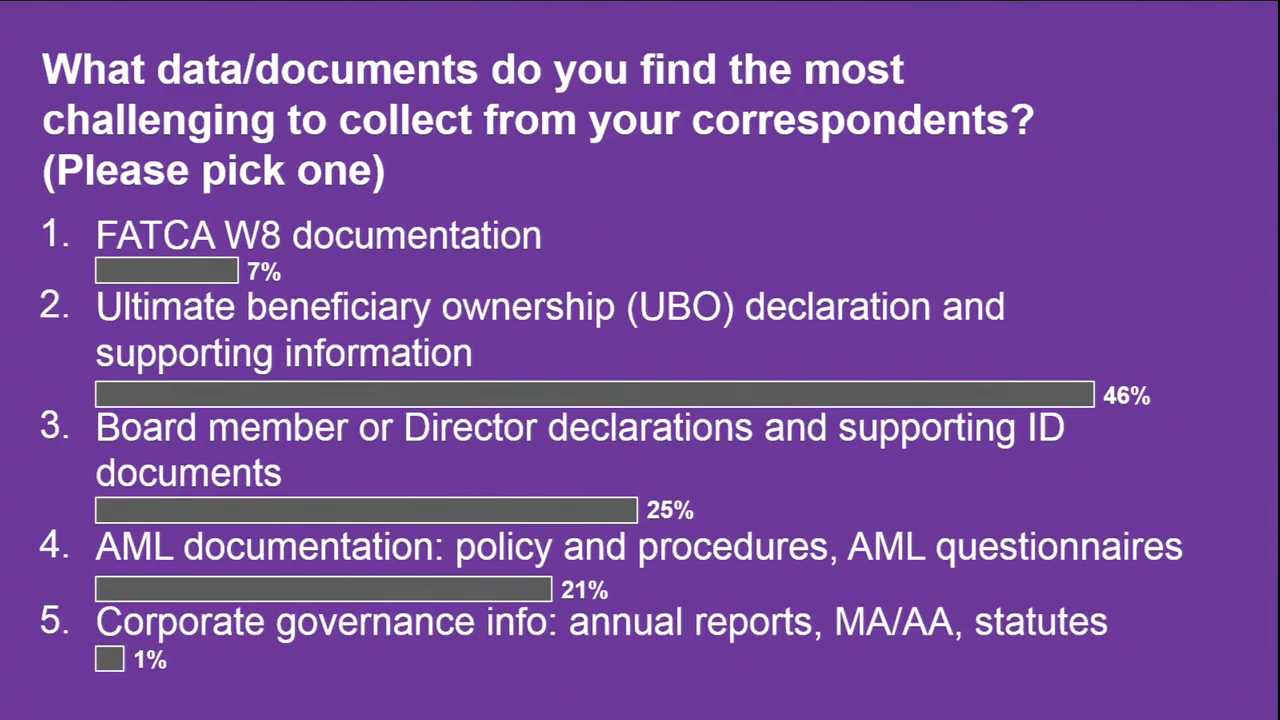 What data/documents do you find the most
challenging to collect from your correspondents?
(Please pick one)
1. FATCA W8 documentation
7%
2. Ultimate beneficiary ownership (UBO) declaration and
supporting information
46%
3. Board member or Director declarations and supporting ID
documents
25%
4. AML documentation: policy and procedures, AML questionnaires
21%
5. Corporate governance info: annual reports, MA/AA, statutes
1%